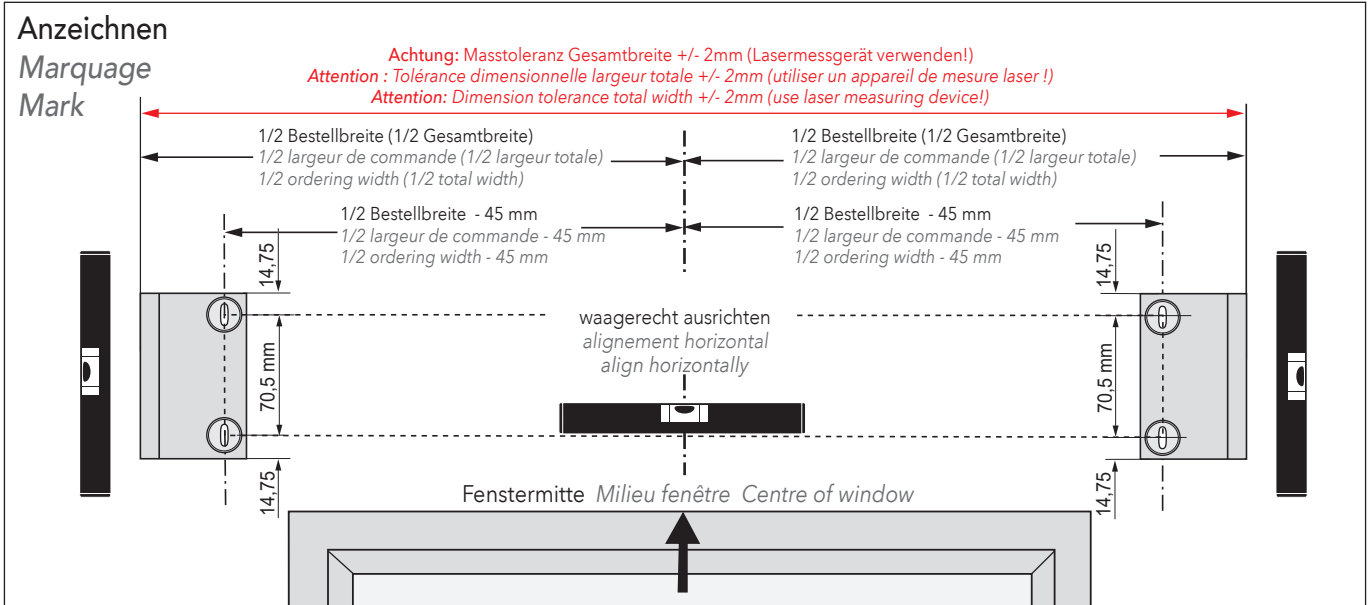 Anzeichnen
Marquage
Mark
Achtung: Masstoleranz Gesamtbreite +/- 2mm (Lasermessgerät verwenden!)
Attention : Tolérance dimensionnelle largeur totale +/- 2mm (utiliser un appareil de mesure laser !)
Attention: Dimension tolerance total width +/- 2mm (use laser measuring device!)
1/2 Bestellbreite (1/2 Gesamtbreite)
1/2 largeur de commande (1/2 largeur totale)
1/2 ordering width (1/2 total width)
1/2 Bestellbreite (1/2 Gesamtbreite)
1/2 largeur de commande (1/2 largeur totale)
1/2 ordering width (1/2 total width)
1/2 Bestellbreite - 45 mm
1/2 largeur de commande - 45 mm
1/2 ordering width - 45 mm
1/2 Bestellbreite - 45 mm
1/2 largeur de commande - 45 mm
1/2 ordering width - 45 mm
14,75
14,75
waagerecht ausrichten
alignement horizontal
align horizontally
70,5 mm
70,5 mm
14,75
14,75
Fenstermitte Milieu fenêtre Centre of window